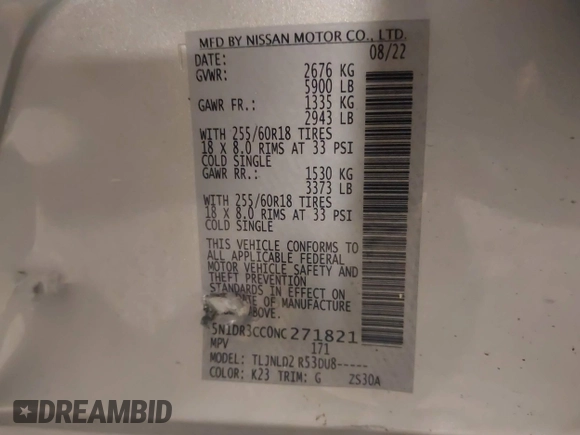 MFD BY NISSAN MOTOR CO., LTD.
DATE: 08/22
GVWR: 2676 KG
5900 LB
GAWR FR.: 1335 KG
2943 LB
WITH 255/60R18 TIRES
18 X 8.0 RIMS AT 33 PSI
COLD SINGLE
GAWR RR.: 1530 KG
3373 LB
WITH 255/60R18 TIRES
18 X 8.0 RIMS AT 33 PSI
COLD SINGLE
THIS VEHICLE CONFORMS TO
ALL APPLICABLE FEDERAL
MOTOR VEHICLE SAFETY AND
THEFT PREVENTION
STANDARDS IN EFFECT ON
OF MANUFACTURE
ABOVE.
5N1DR3CC0NC271821
MPV 171
MODEL: TLJNLD2 R53DU8-----
COLOR: K23 TRIM: G ZS30A
DREAMBID